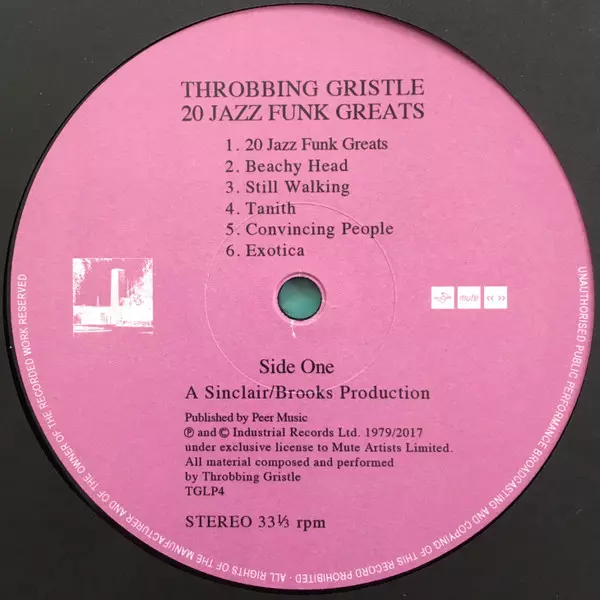 THROBBING GRISTLE
20 JAZZ FUNK GREATS
1. 20 Jazz Funk Greats
2. Beachy Head
3. Still Walking
4. Tanith
5. Convincing People
6. Exotica
mute
Side One
A Sinclair/Brooks Production
Published by Peer Music
℗ and © Industrial Records Ltd. 1979/2017
under exclusive license to Mute Artists Limited.
All material composed and performed
by Throbbing Gristle
TGLP4
STEREO 33⅓ rpm
UNAUTHORISED PUBLIC PERFORMANCE BROADCASTING AND COPYING OF THIS RECORD PROHIBITED · ALL RIGHTS OF THE MANUFACTURER AND OF THE OWNER OF THE RECORDED WORK RESERVED